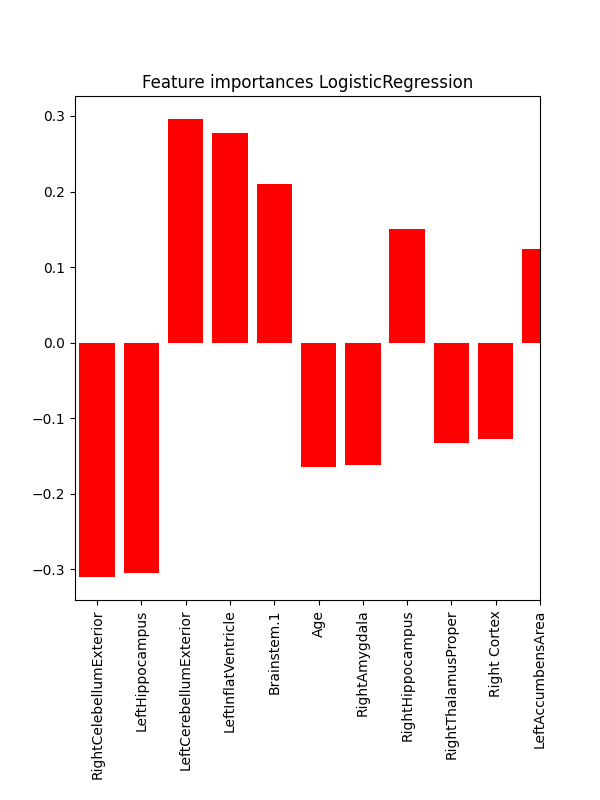 Feature importances LogisticRegression
0.3
0.2
0.1
0.0
−0.1
−0.2
−0.3
RightCelebellumExterior
LeftHippocampus
LeftCerebellumExterior
LeftInflatVentricle
Brainstem.1
Age
RightAmygdala
RightHippocampus
RightThalamusProper
Right Cortex
LeftAccumbensArea